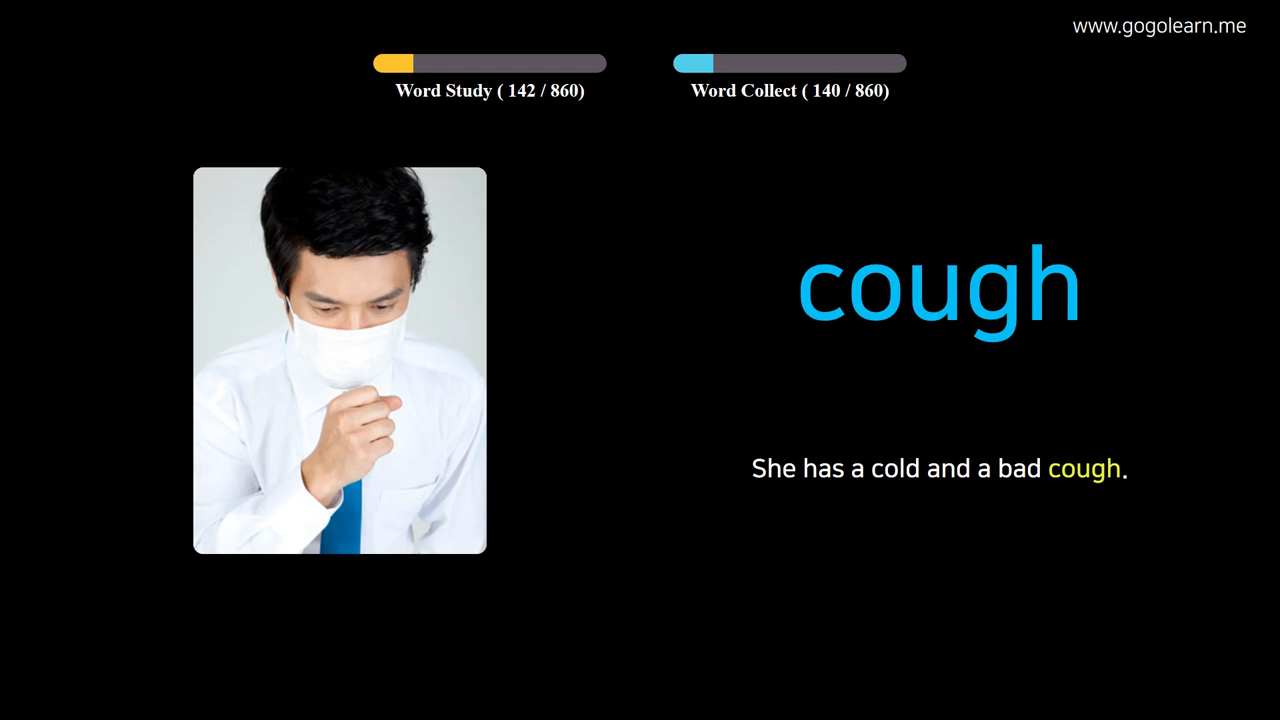 www.gogolearn.me
Word Study ( 142 / 860)
Word Collect ( 140 / 860)
cough
She has a cold and a bad cough.